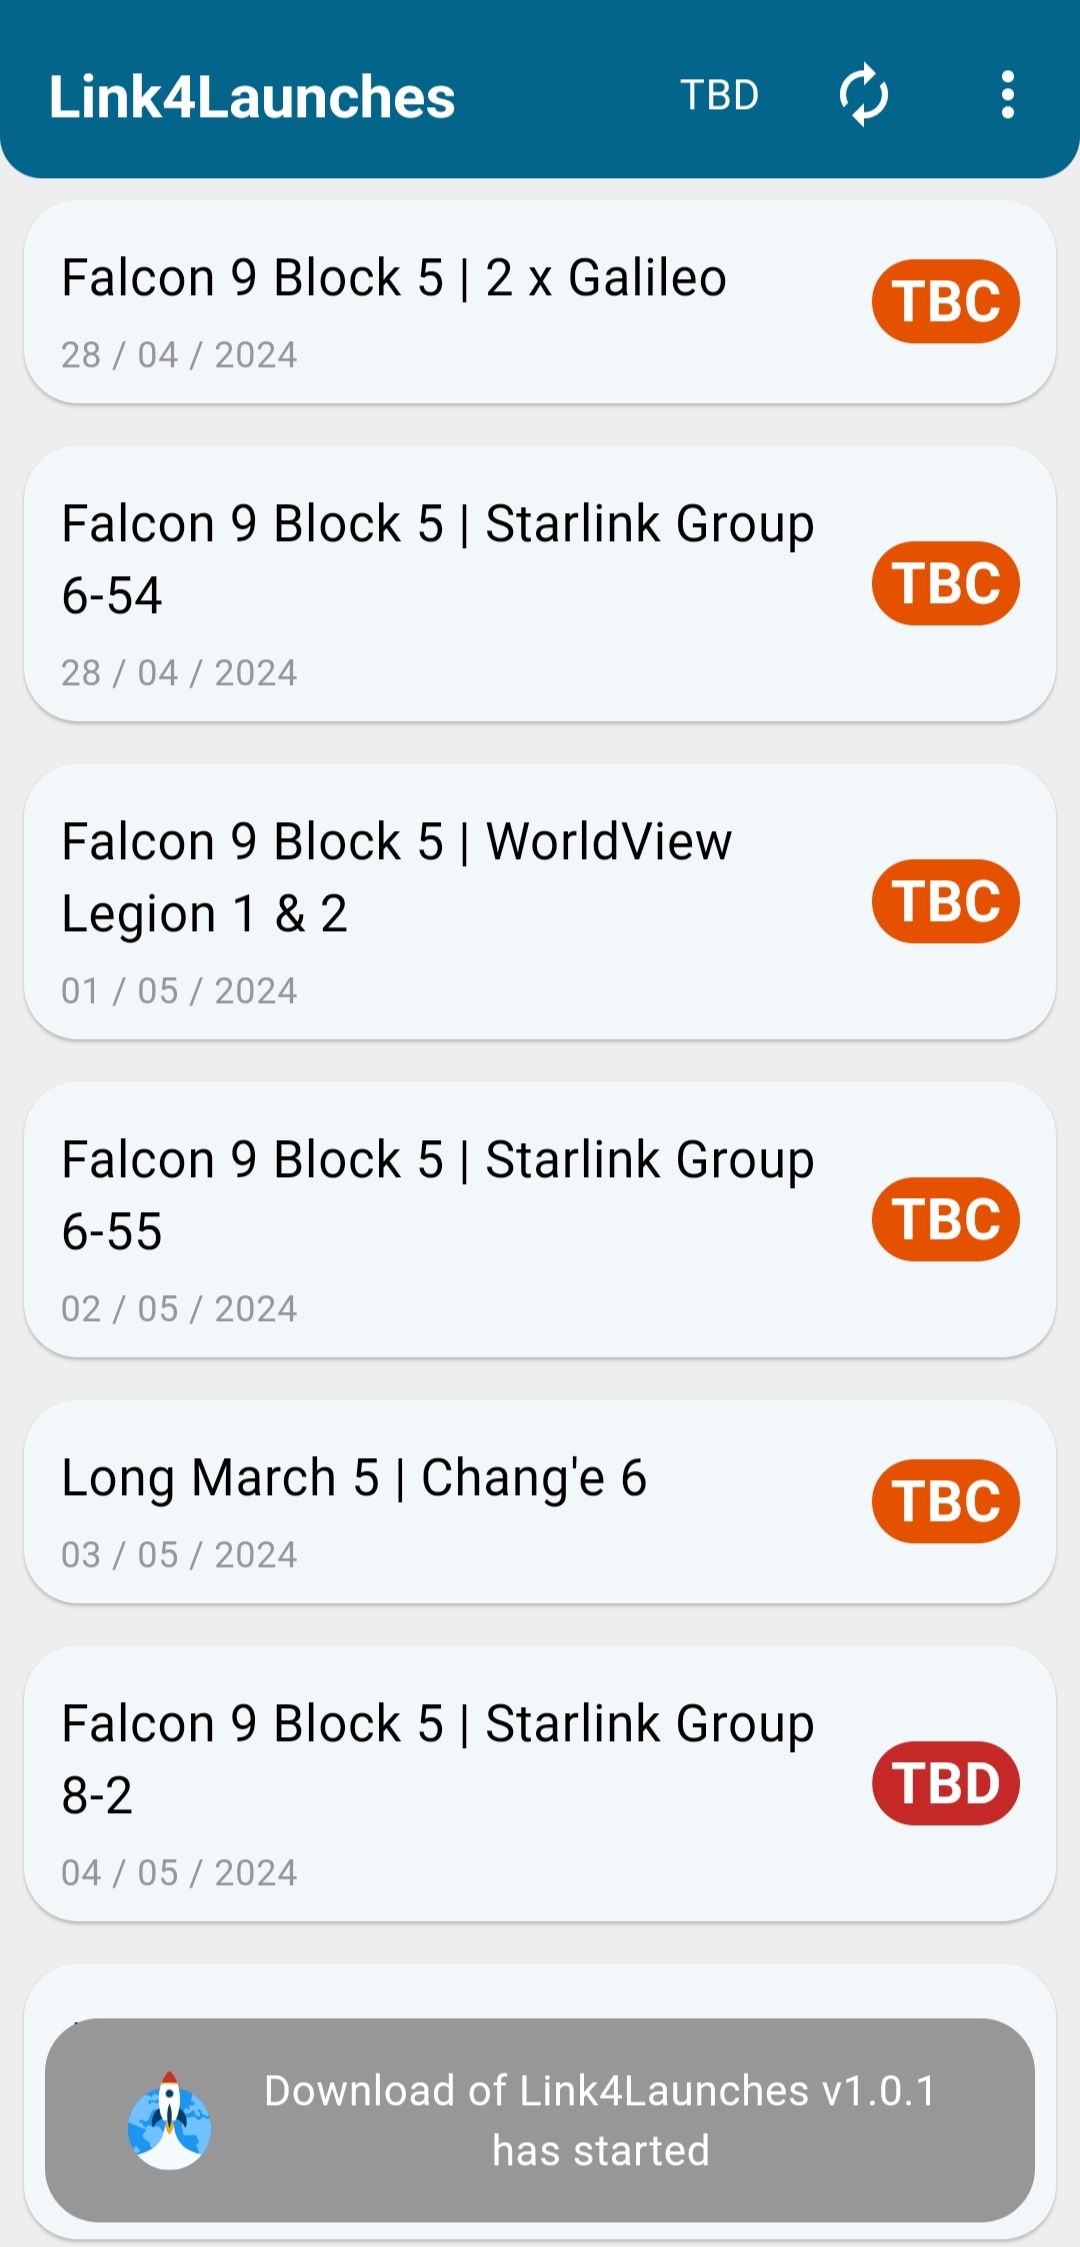 Link4Launches TBD
Falcon 9 Block 5 | 2 x Galileo
TBC
28 / 04 / 2024
Falcon 9 Block 5 | Starlink Group
6-54
TBC
28 / 04 / 2024
Falcon 9 Block 5 | WorldView
Legion 1 & 2
TBC
01 / 05 / 2024
Falcon 9 Block 5 | Starlink Group
6-55
TBC
02 / 05 / 2024
Long March 5 | Chang'e 6
TBC
03 / 05 / 2024
Falcon 9 Block 5 | Starlink Group
8-2
TBD
04 / 05 / 2024
Download of Link4Launches v1.0.1
has started